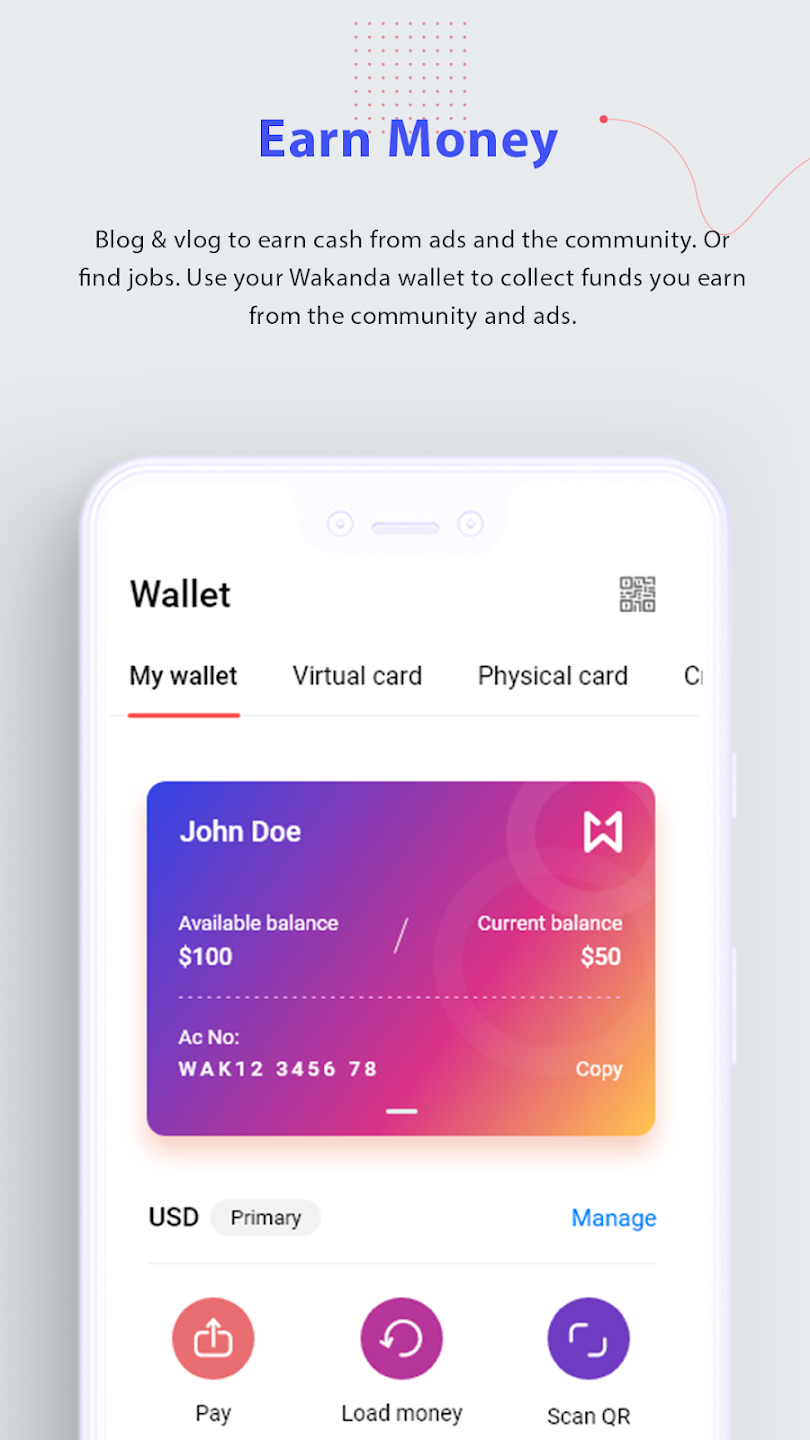 Earn Money
Blog & vlog to earn cash from ads and the community. Or
find jobs. Use your Wakanda wallet to collect funds you earn
from the community and ads.
Wallet
My wallet Virtual card Physical card
John Doe
Available balance Current balance
$100 / $50
Ac No:
WAK12 3456 78 Copy
USD Primary Manage
Pay Load money Scan QR